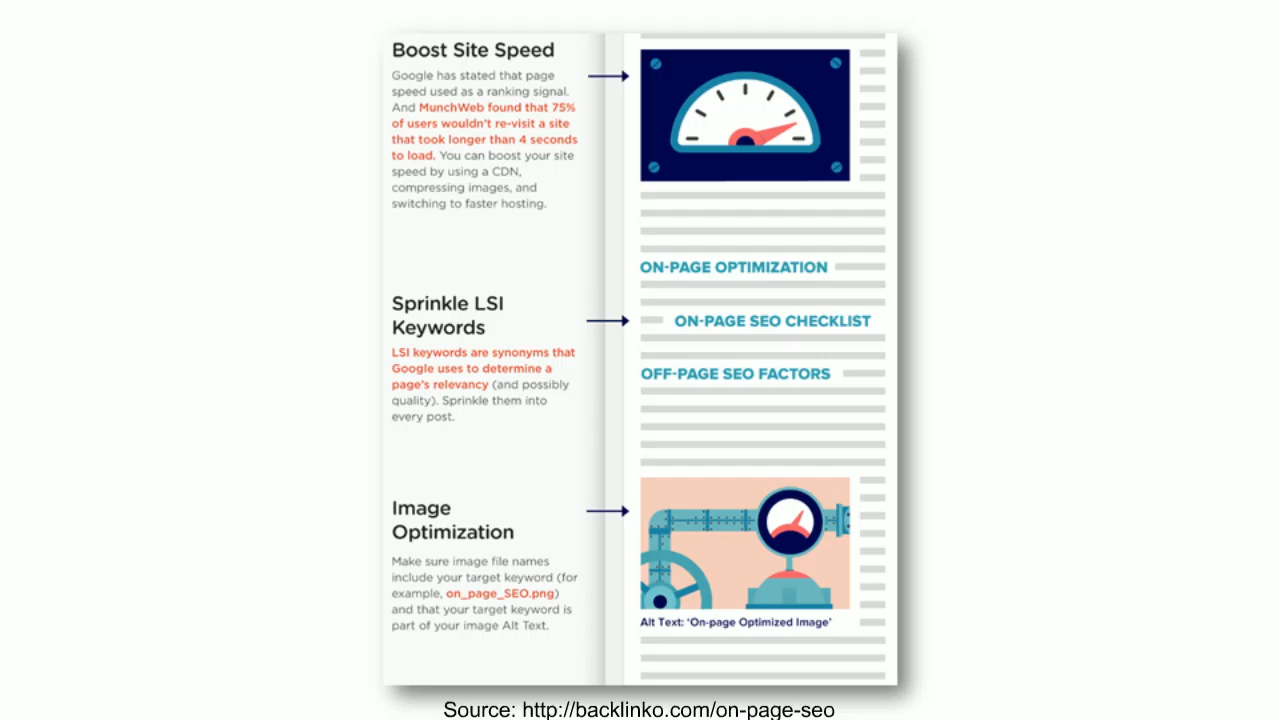 Boost Site Speed
Google has stated that page
speed used as a ranking signal.
And MunchWeb found that 75%
of users wouldn't re-visit a site
that took longer than 4 seconds
to load. You can boost your site
speed by using a CDN,
compressing images, and
switching to faster hosting.
ON-PAGE OPTIMIZATION
Sprinkle LSI
Keywords
ON-PAGE SEO CHECKLIST
LSI keywords are synonyms that
Google uses to determine a
page's relevancy (and possibly
quality). Sprinkle them into
every post.
OFF-PAGE SEO FACTORS
Image
Optimization
Make sure image file names
include your target keyword (for
example, on_page_SEO.png)
and that your target keyword is
part of your image Alt Text.
Alt Text: 'On-page Optimized Image'
Source: http://backlinko.com/on-page-seo